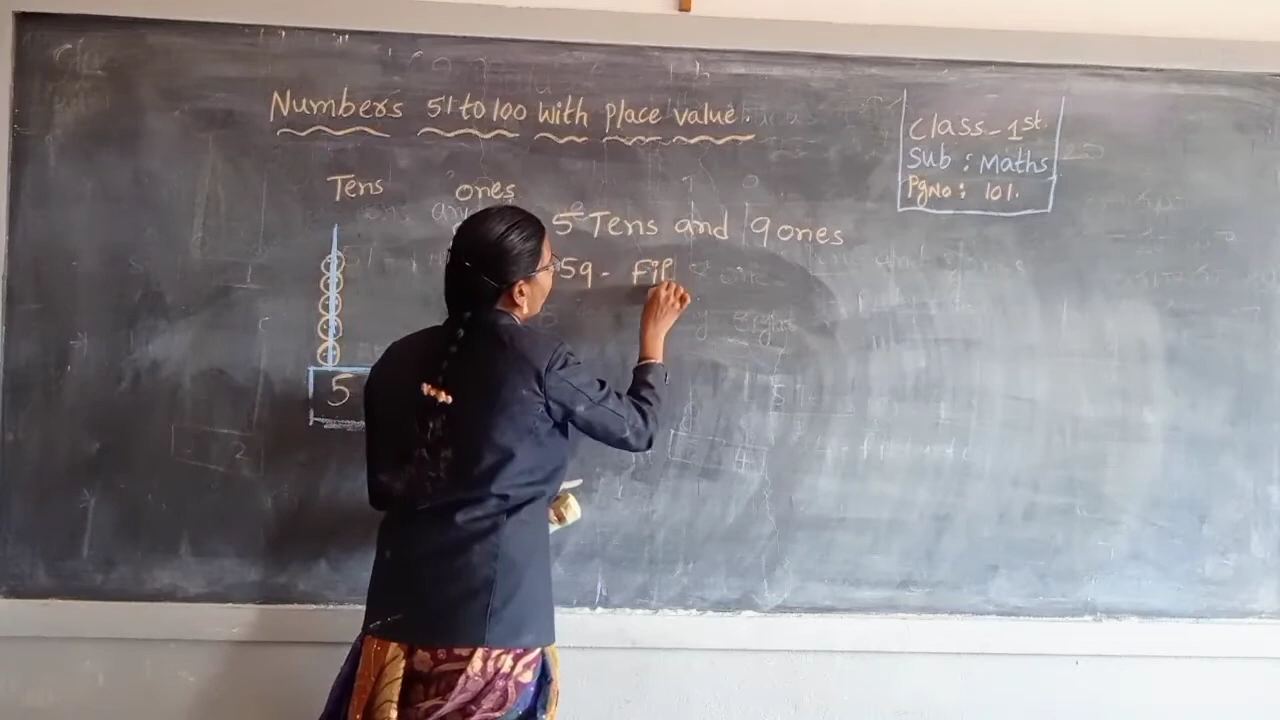 Numbers 51 to 100 with place value.
Class - 1st.
Sub : Maths
Pg No : 101.
Tens ones
5 Tens and 9 ones
59 - Fif
5